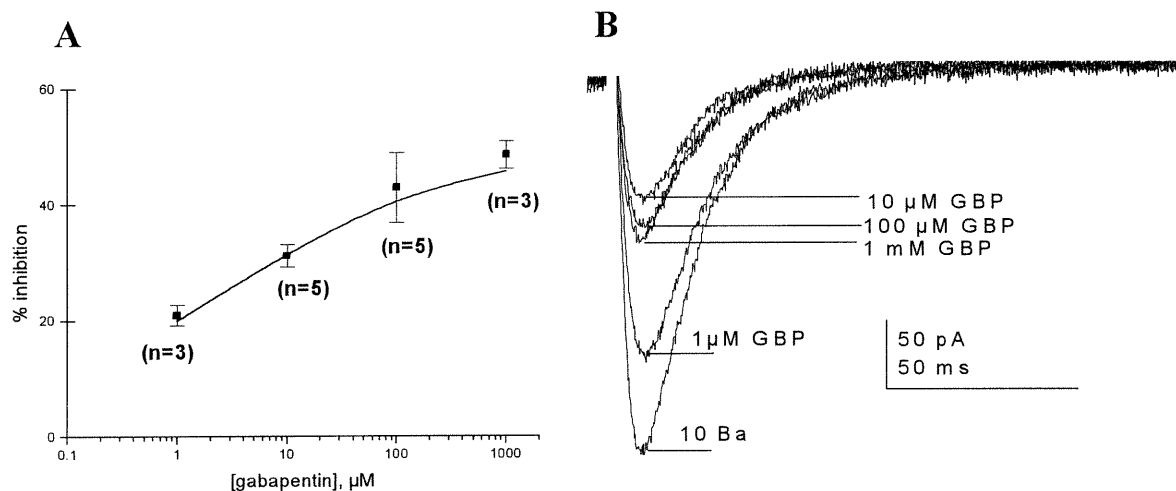 A
60
40
20
0
% inhibition
(n=3)
(n=5)
(n=5)
(n=3)
0.1
1
10
100
1000
[gabapentin], µM
B
10 µM GBP
100 µM GBP
1 mM GBP
1µM GBP
50 pA
50 ms
10 Ba